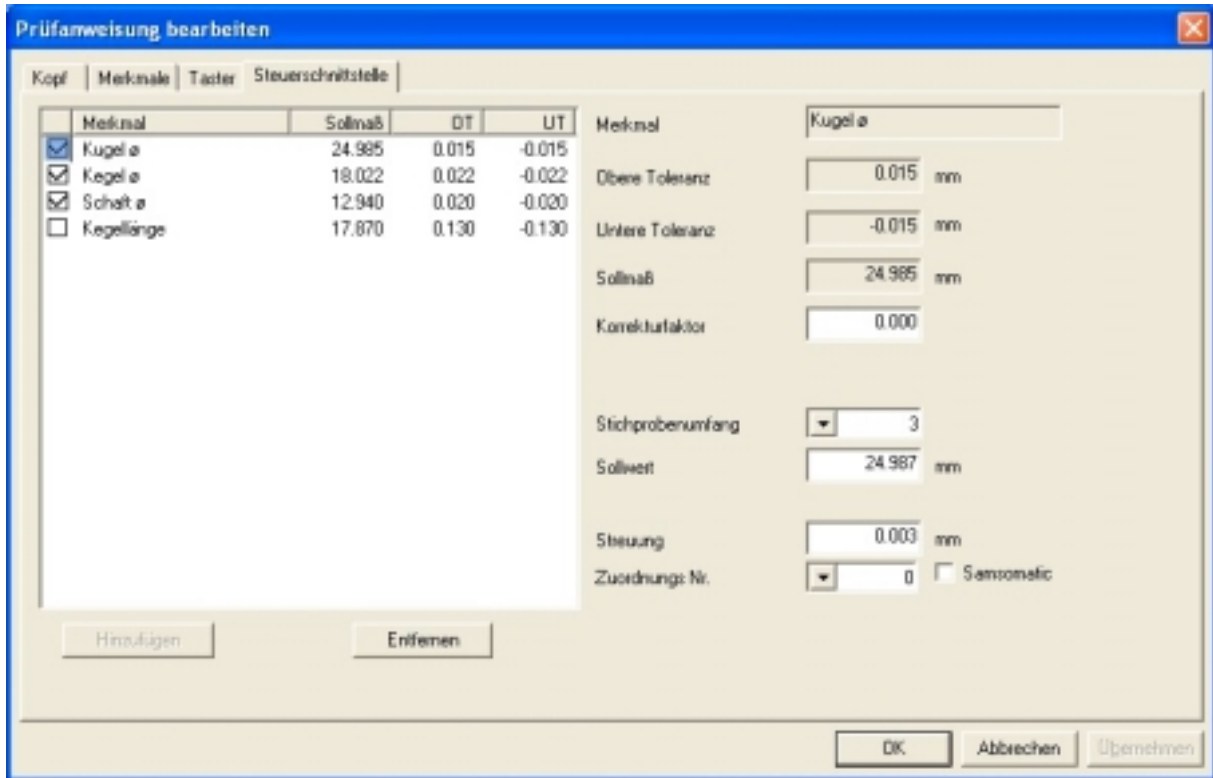 Prüfanweisung bearbeiten
Kopf Merkmale Taster Steuerschnittstelle
Merkmal Sollmaß OT UT
Kugel ø 24.985 0.015 -0.015
Kegel ø 18.022 0.022 -0.022
Schaft ø 12.940 0.020 -0.020
Kegellänge 17.870 0.130 -0.130
Hinzufügen Entfernen
Merkmal Kugel ø
Obere Toleranz 0.015 mm
Untere Toleranz -0.015 mm
Sollmaß 24.985 mm
Korrekturfaktor 0.000
Stichprobenumfang 3
Sollwert 24.987 mm
Streuung 0.003 mm
Zuordnungs Nr. 0 Samsomatic
OK Abbrechen Übernehmen